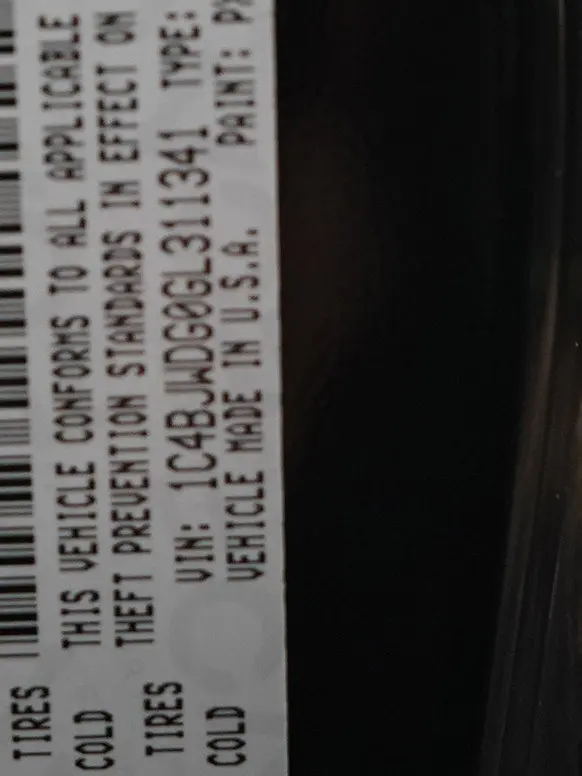 TIRES
COLD
THIS VEHICLE CONFORMS TO ALL APPLICABLE
THEFT PREVENTION STANDARDS IN EFFECT ON
TIRES
VIN: 1C4BJWDG0GL311341 TYPE:
COLD
VEHICLE MADE IN U.S.A. PAINT: PX